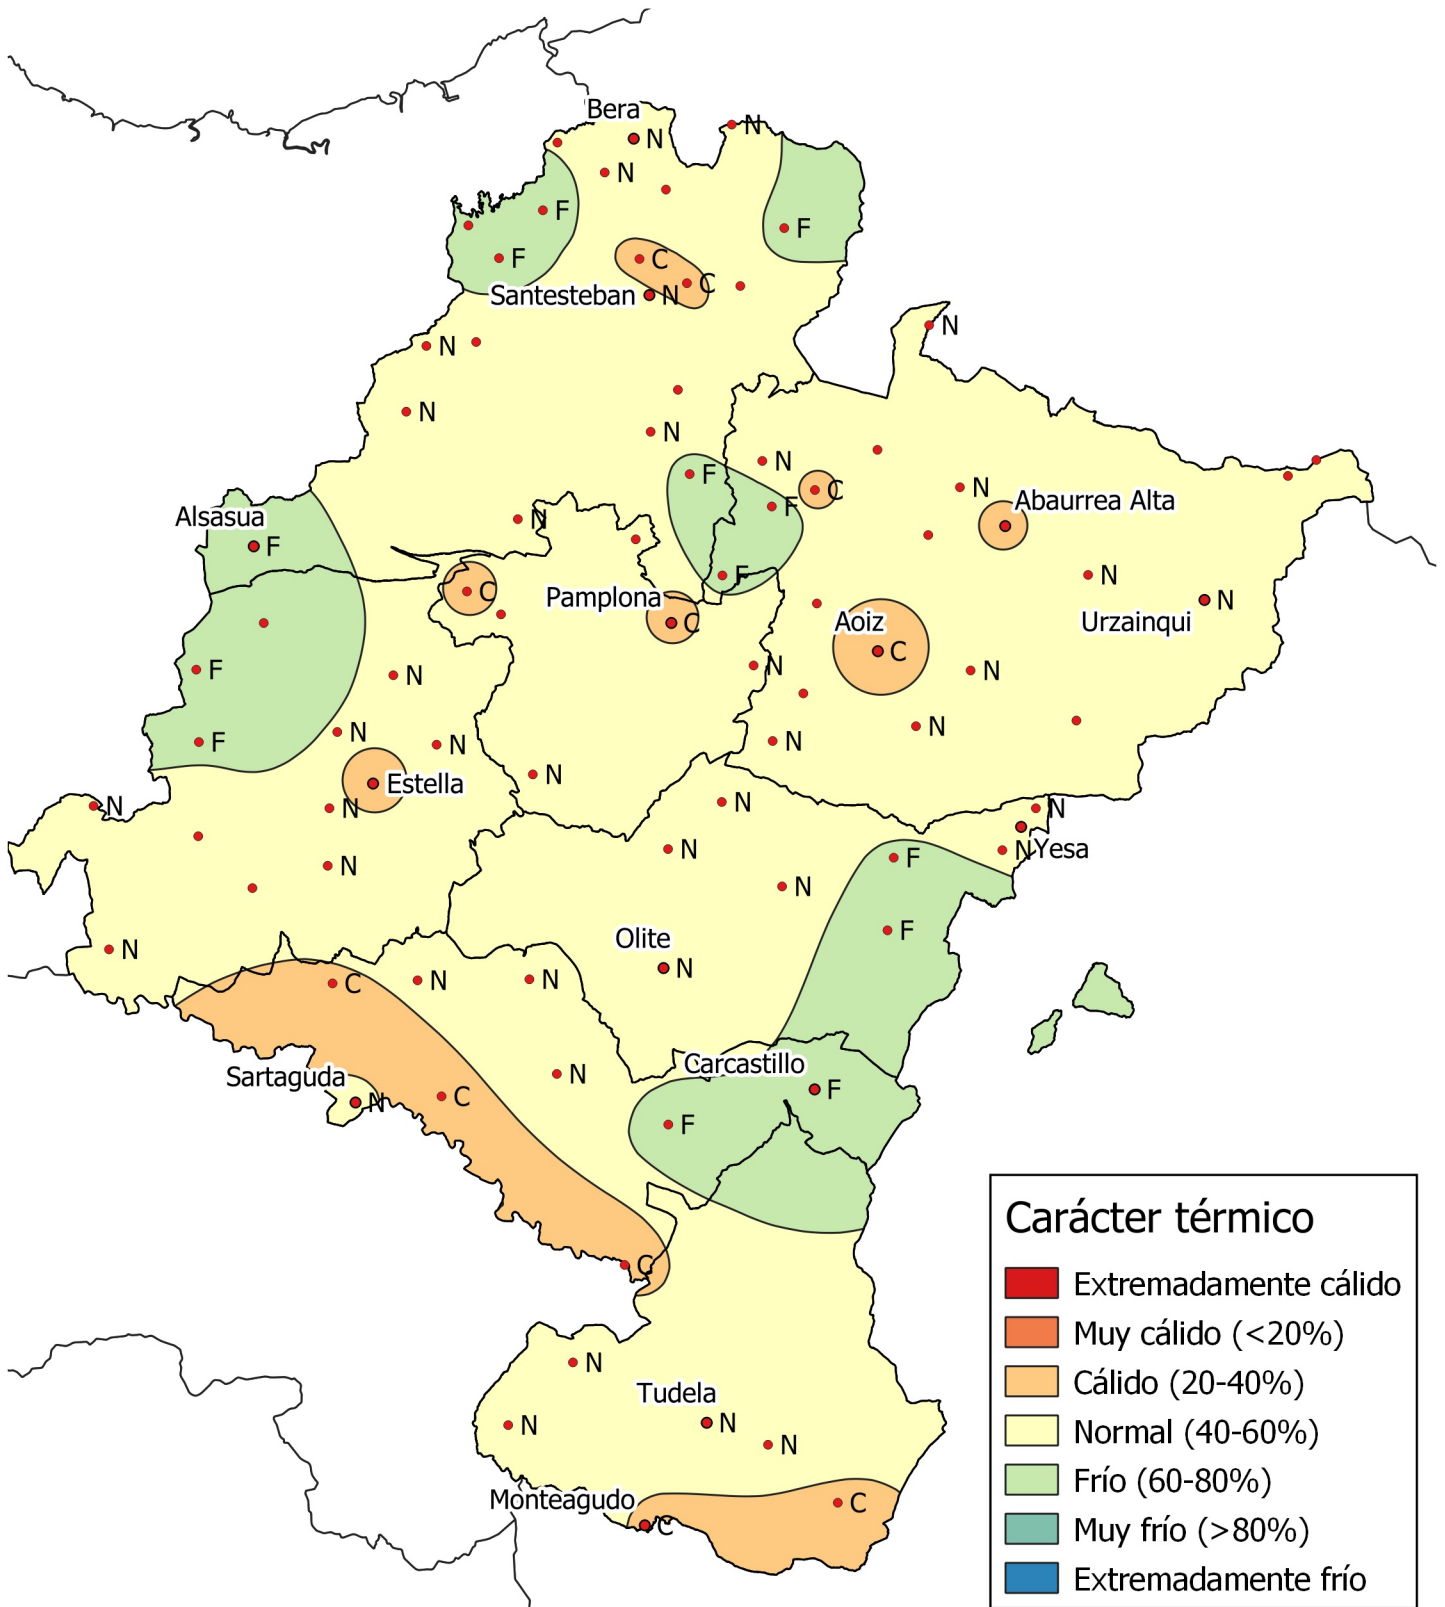 Bera
N
N
N
F
F
F
C
C
Santesteban
N
N
N
N
N
N
F
N
C
F
N
Abaurrea Alta
Alsasua
F
N
F
N
C
Pamplona
C
N
Urzainqui
Aoiz
C
F
N
N
N
F
N
N
N
N
N
Estella
N
N
N
N
Yesa
N
N
N
N
F
F
N
Olite
N
C
N
N
Carcastillo
F
Sartaguda
N
C
N
F
C
N
Tudela
N
N
N
Monteagudo
C
C
Carácter térmico
Extremadamente cálido
Muy cálido (<20%)
Cálido (20-40%)
Normal (40-60%)
Frío (60-80%)
Muy frío (>80%)
Extremadamente frío